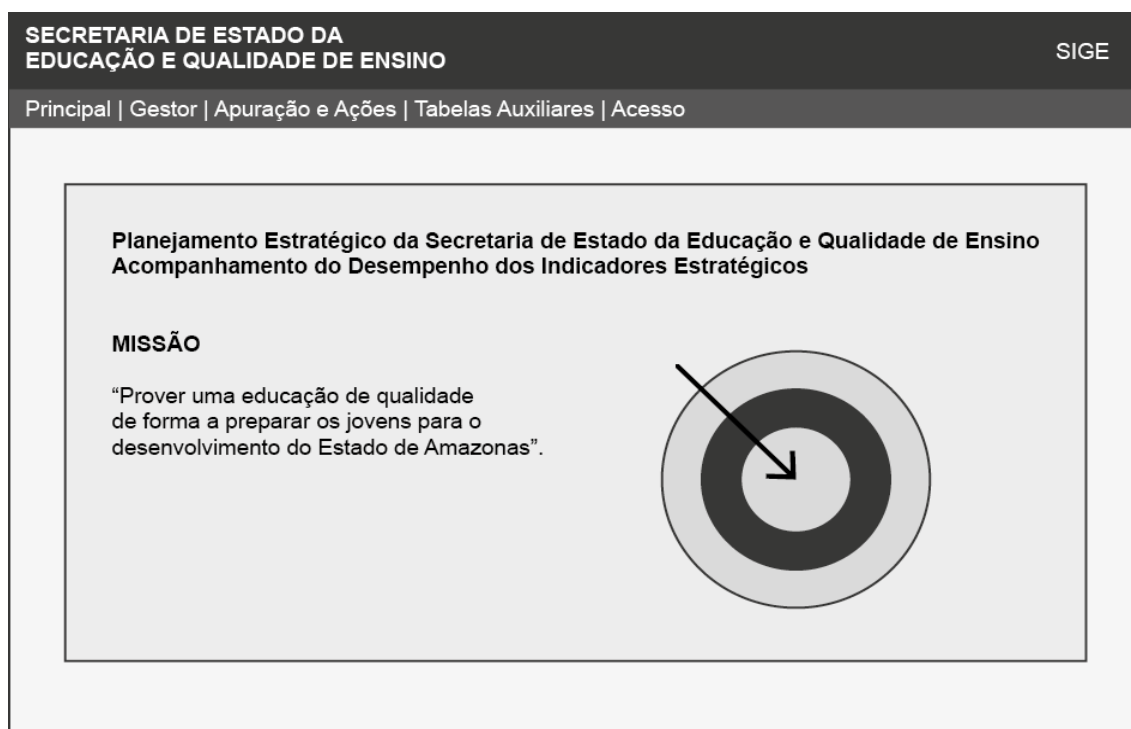 SECRETARIA DE ESTADO DA
EDUCAÇÃO E QUALIDADE DE ENSINO
SIGE
Principal | Gestor | Apuração e Ações | Tabelas Auxiliares | Acesso
Planejamento Estratégico da Secretaria de Estado da Educação e Qualidade de Ensino
Acompanhamento do Desempenho dos Indicadores Estratégicos
MISSÃO
“Prover uma educação de qualidade
de forma a preparar os jovens para o
desenvolvimento do Estado de Amazonas”.